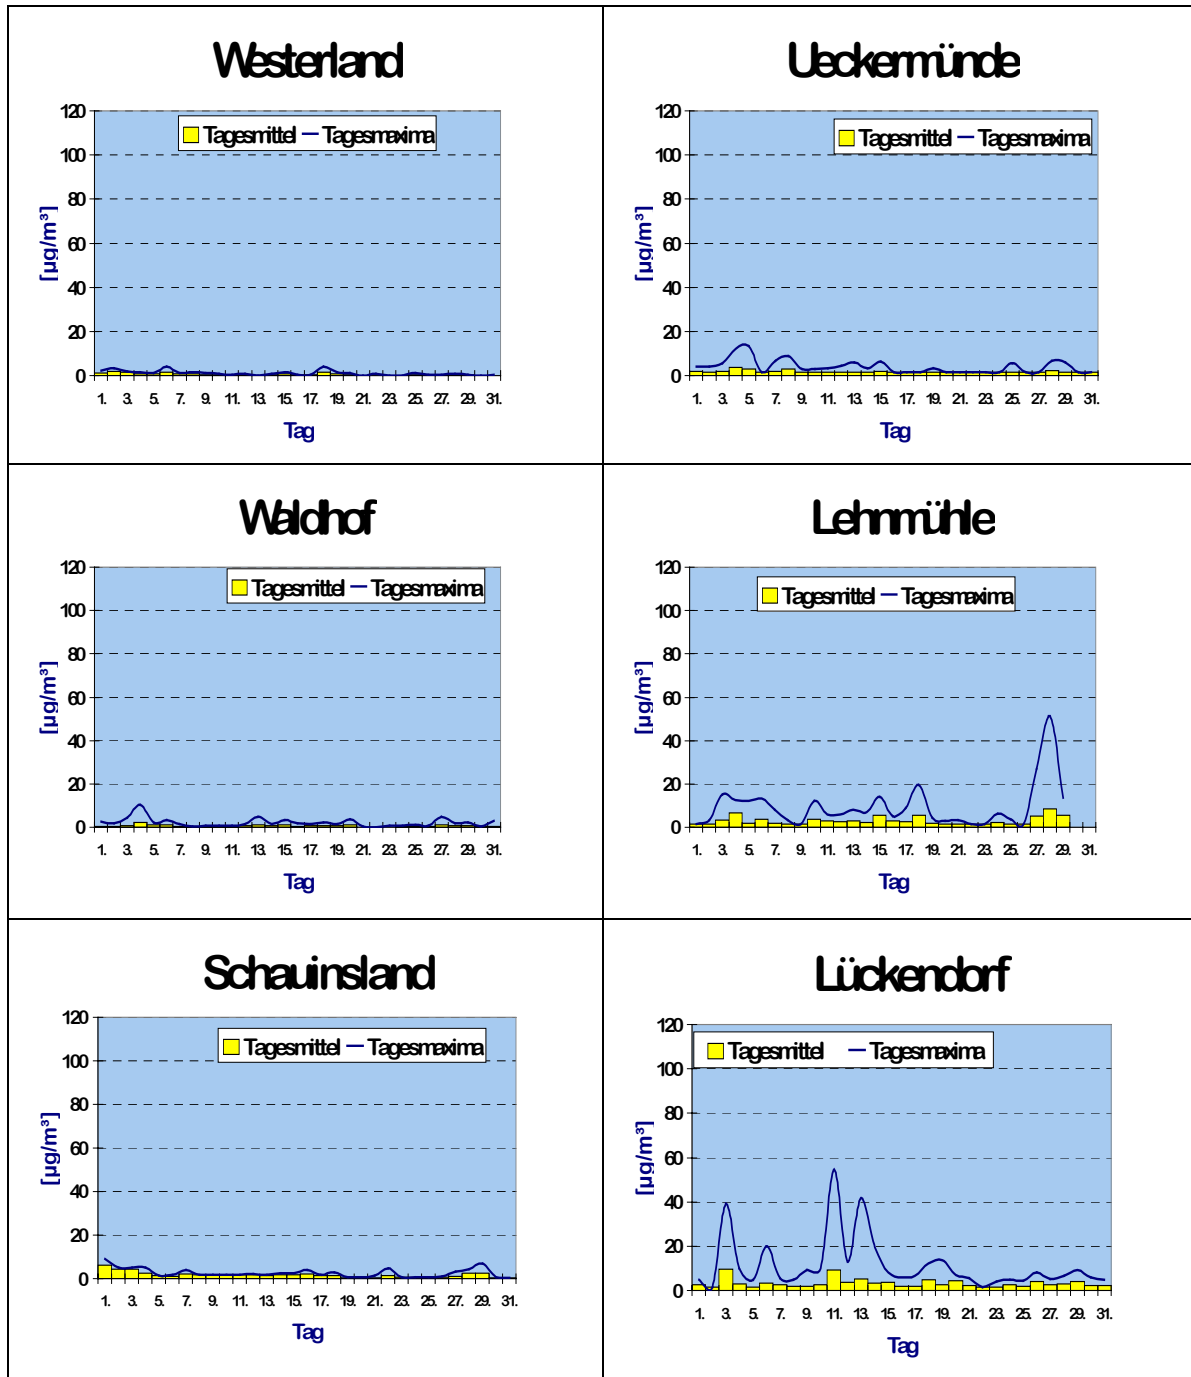 Westerland
120
100
80
60
40
20
0
[µg/m³]
Tagesmittel Tagesmaxima
1. 3. 5. 7. 9. 11. 13. 15. 17. 19. 21. 23. 25. 27. 29. 31.
Tag
Ueckermünde
120
100
80
60
40
20
0
[µg/m³]
Tagesmittel Tagesmaxima
1. 3. 5. 7. 9. 11. 13. 15. 17. 19. 21. 23. 25. 27. 29. 31.
Tag
Waldhof
120
100
80
60
40
20
0
[µg/m³]
Tagesmittel Tagesmaxima
1. 3. 5. 7. 9. 11. 13. 15. 17. 19. 21. 23. 25. 27. 29. 31.
Tag
Lehnmühle
120
100
80
60
40
20
0
[µg/m³]
Tagesmittel Tagesmaxima
1. 3. 5. 7. 9. 11. 13. 15. 17. 19. 21. 23. 25. 27. 29. 31.
Tag
Schauinsland
120
100
80
60
40
20
0
[µg/m³]
Tagesmittel Tagesmaxima
1. 3. 5. 7. 9. 11. 13. 15. 17. 19. 21. 23. 25. 27. 29. 31.
Tag
Lückendorf
120
100
80
60
40
20
0
[µg/m³]
Tagesmittel Tagesmaxima
1. 3. 5. 7. 9. 11. 13. 15. 17. 19. 21. 23. 25. 27. 29. 31.
Tag